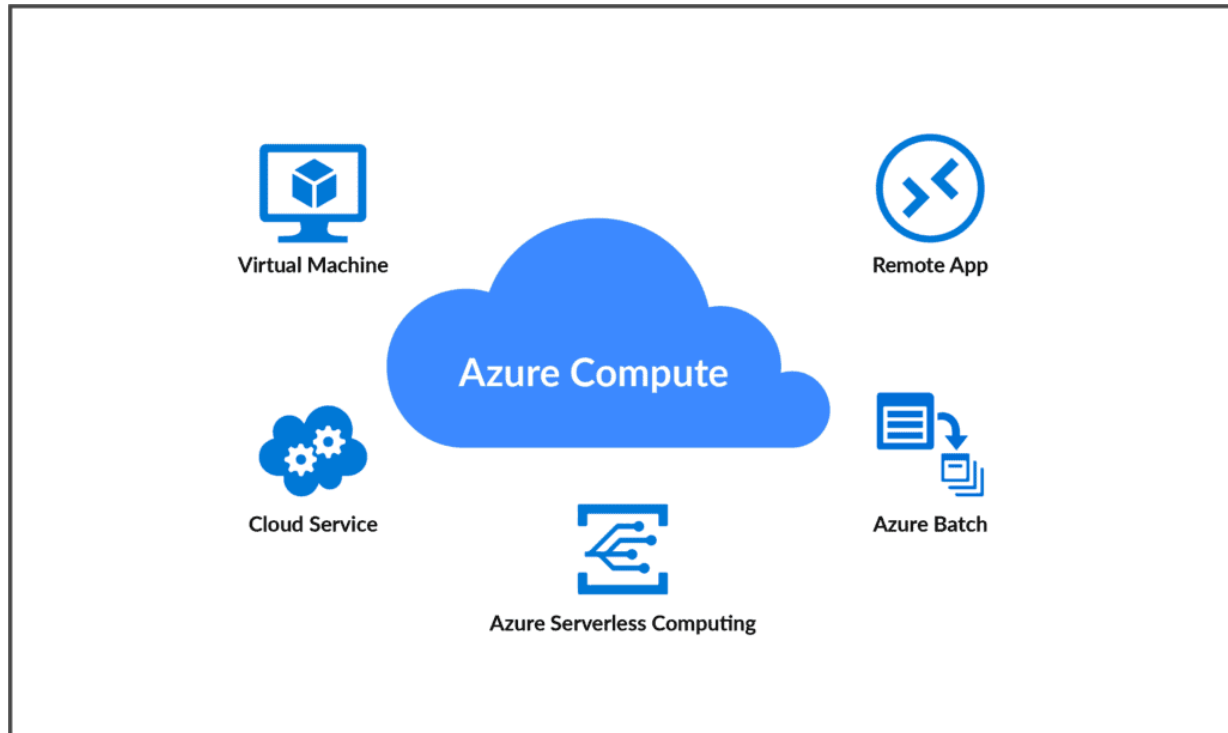 Virtual Machine
Remote App
Azure Compute
Cloud Service
Azure Batch
Azure Serverless Computing